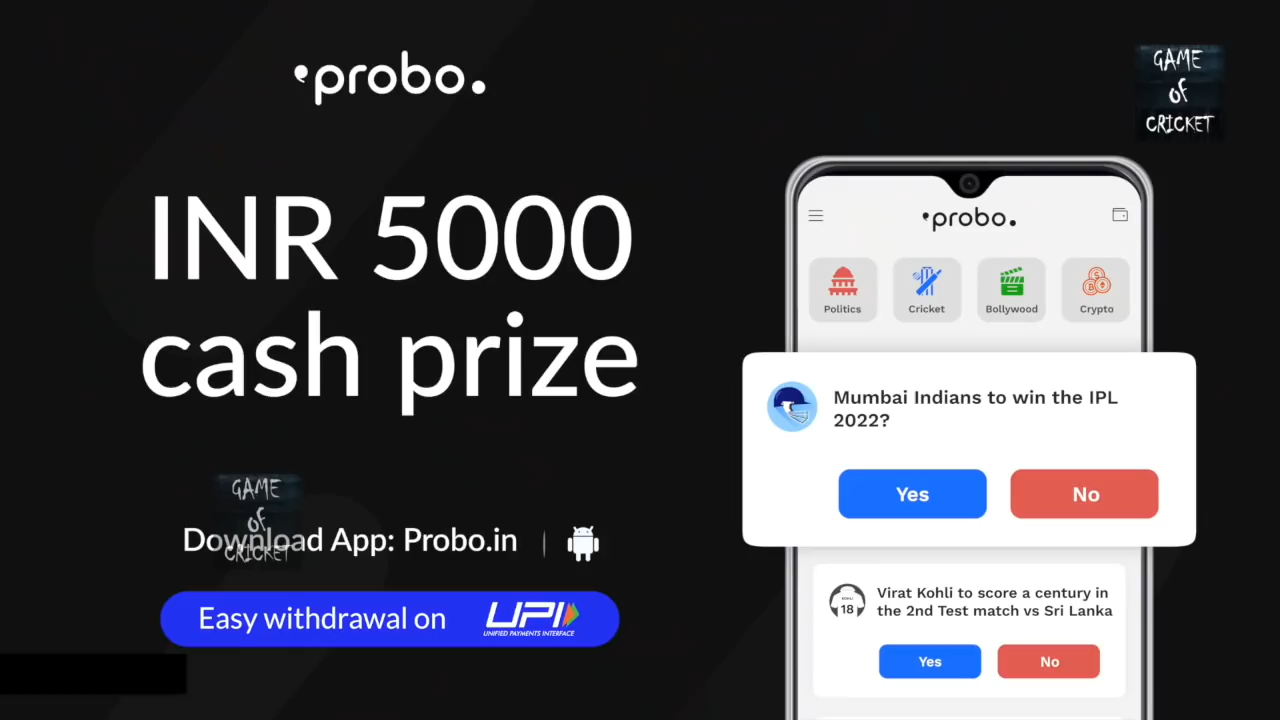 probo.
GAME
OF
CRICKET
INR 5000
cash prize
GAME
OF
CRICKET
Download App: Probo.in
Easy withdrawal on UPI
UNIFIED PAYMENTS INTERFACE
probo.
Politics Cricket Bollywood Crypto
Mumbai Indians to win the IPL
2022?
Yes No
KOHLI
18
Virat Kohli to score a century in
the 2nd Test match vs Sri Lanka
Yes No